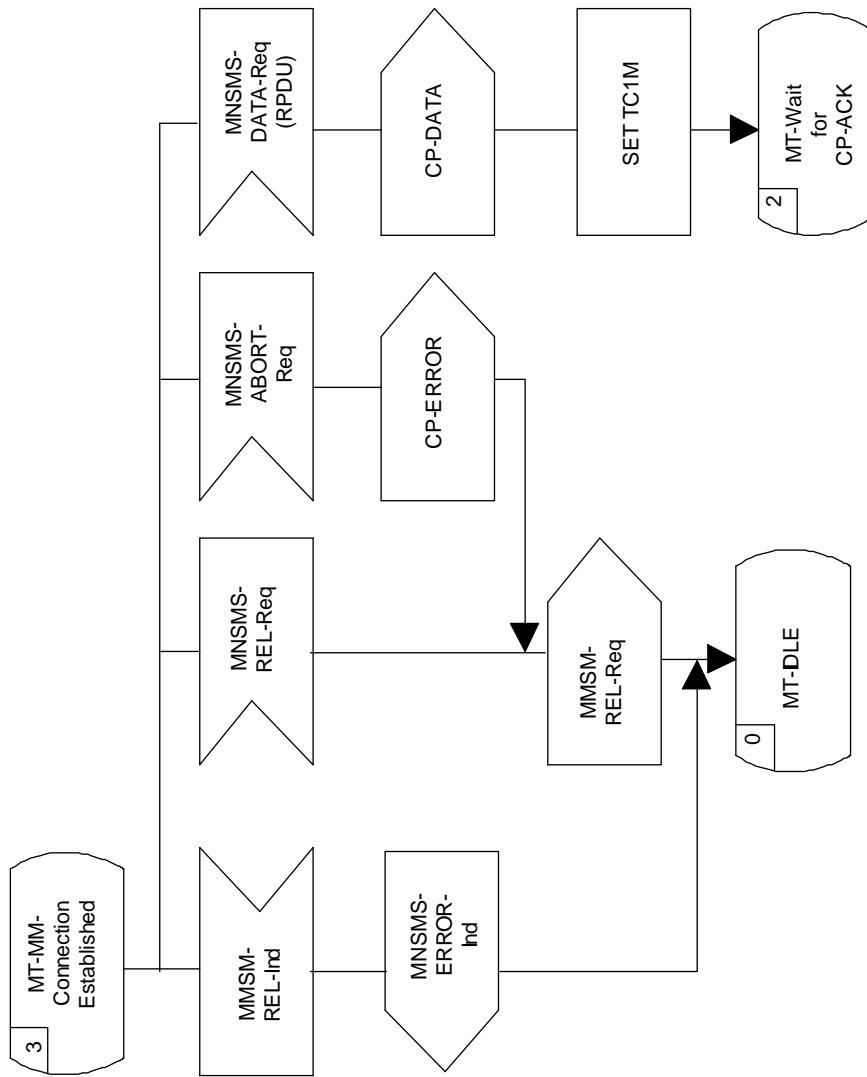 3
MT-MM-
Connection
Established
MMSM-
REL-Ind
MNSMS-
REL-Req
MNSMS-
ABORT-
Req
MNSMS-
DATA-Req
(RPDU)
MNSMS-
ERROR-
Ind
CP-ERROR
CP-DATA
MMSM-
REL-Req
SET TC1M
0
MT-IDLE
2
MT-Wait
for
CP-ACK